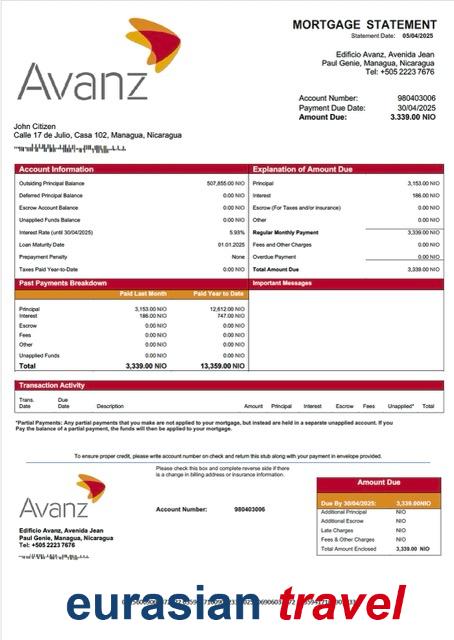 Avanz
MORTGAGE STATEMENT
Statement Date: 05/04/2025
Edificio Avanz, Avenida Jean
Paul Genie, Managua, Nicaragua
Tel: +505 2223 7676
Account Number: 980403006
Payment Due Date: 30/04/2025
Amount Due: 3.339.00 NIO
John Citizen
Calle 17 de Julio, Casa 102, Managua, Nicaragua
Account Information
Outsiding Principal Balance 507,855.00 NIO
Deferred Principal Balance 0.00 NIO
Escrow Account Balance 0.00 NIO
Unapplied Funds Balance 0.00 NIO
Interest Rate (until 30/04/2025) 5.93%
Loan Maturity Date 01.01.2025
Prepayment Penalty None
Taxes Paid Year-to-Date 0.00 NIO
Explanation of Amount Due
Principal 3,153.00 NIO
Interest 186.00 NIO
Escrow (For Taxes and/or insurance) 0.00 NIO
Other 0.00 NIO
Regular Monthly Payment 3,339.00 NIO
Fees and Other Charges 0.00 NIO
Overdue Payment 0.00 NIO
Total Amount Due 3,339.00 NIO
Past Payments Breakdown
Paid Last Month Paid Year to Date
Principal 3,153.00 NIO 12,612.00 NIO
Interest 186.00 NIO 747.00 NIO
Escrow 0.00 NIO 0.00 NIO
Fees 0.00 NIO 0.00 NIO
Other 0.00 NIO 0.00 NIO
Unapplied Funds 0.00 NIO 0.00 NIO
Total 3,339.00 NIO 13,359.00 NIO
Important Messages
Transaction Activity
Trans. Date Due Date Description Amount Principal Interest Escrow Fees Unapplied* Total
*Partial Payments: Any partial payments that you make are not applied to your mortgage, but instead are held in a separate unapplied account. If you
Pay the balance of a partial payment, the funds will then be applied to your mortgage.
To ensure proper credit, please write account number on check and return this stub along with your payment in envelope provided.
Please check this box and complete reverse side if there
is a change in billing address or insurance information.
Avanz
Edificio Avanz, Avenida Jean
Paul Genie, Managua, Nicaragua
Tel: +505 2223 7676
Account Number: 980403006
Amount Due
Due By 30/04/2025: 3,339.00NIO
Additional Principal NIO
Additional Escrow NIO
Late Charges NIO
Fees & Other Charges NIO
Total Amount Enclosed 3,339.00 NIO
eurasian travel